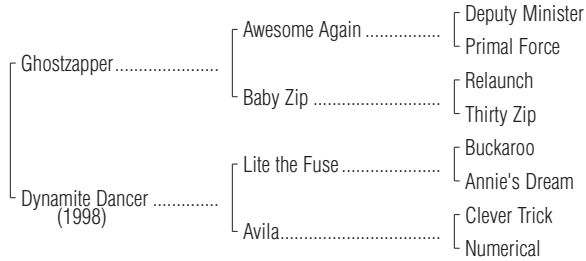 Deputy Minister
Awesome Again ................
Primal Force
Ghostzapper......................
Relaunch
Baby Zip ...........................
Thirty Zip
Buckaroo
Lite the Fuse .....................
Annie's Dream
Dynamite Dancer ..............
(1998)
Clever Trick
Avila..................................
Numerical